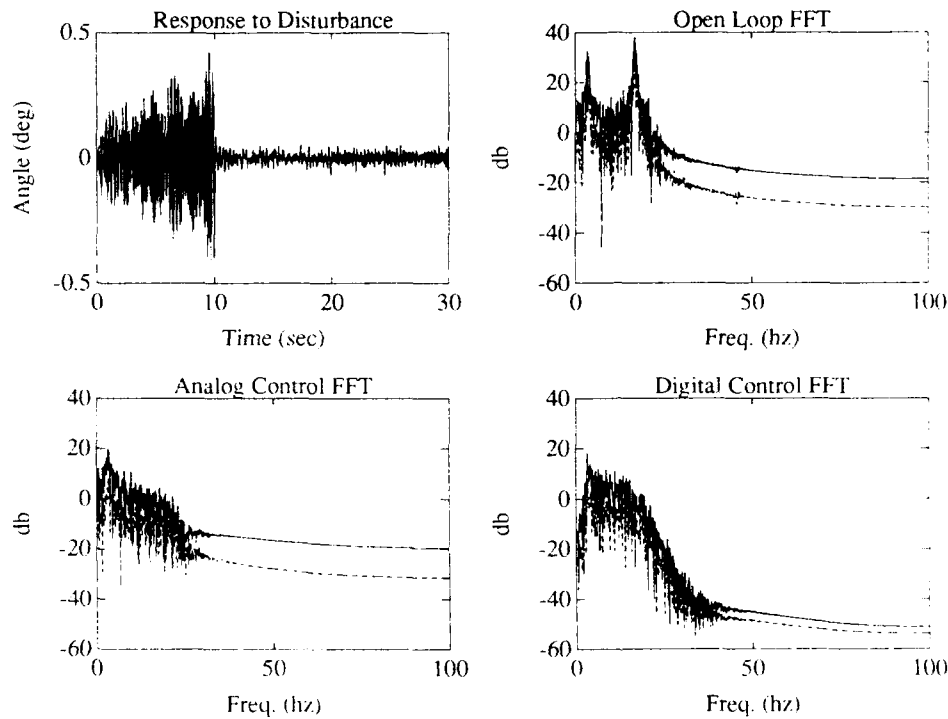 Response to Disturbance
0.5
0
-0.5
Angle (deg)
0
10
20
30
Time (sec)
Open Loop FFT
40
20
0
-20
-40
-60
db
0
50
100
Freq. (hz)
Analog Control FFT
40
20
0
-20
-40
-60
db
0
50
100
Freq. (hz)
Digital Control FFT
40
20
0
-20
-40
-60
db
0
50
100
Freq. (hz)